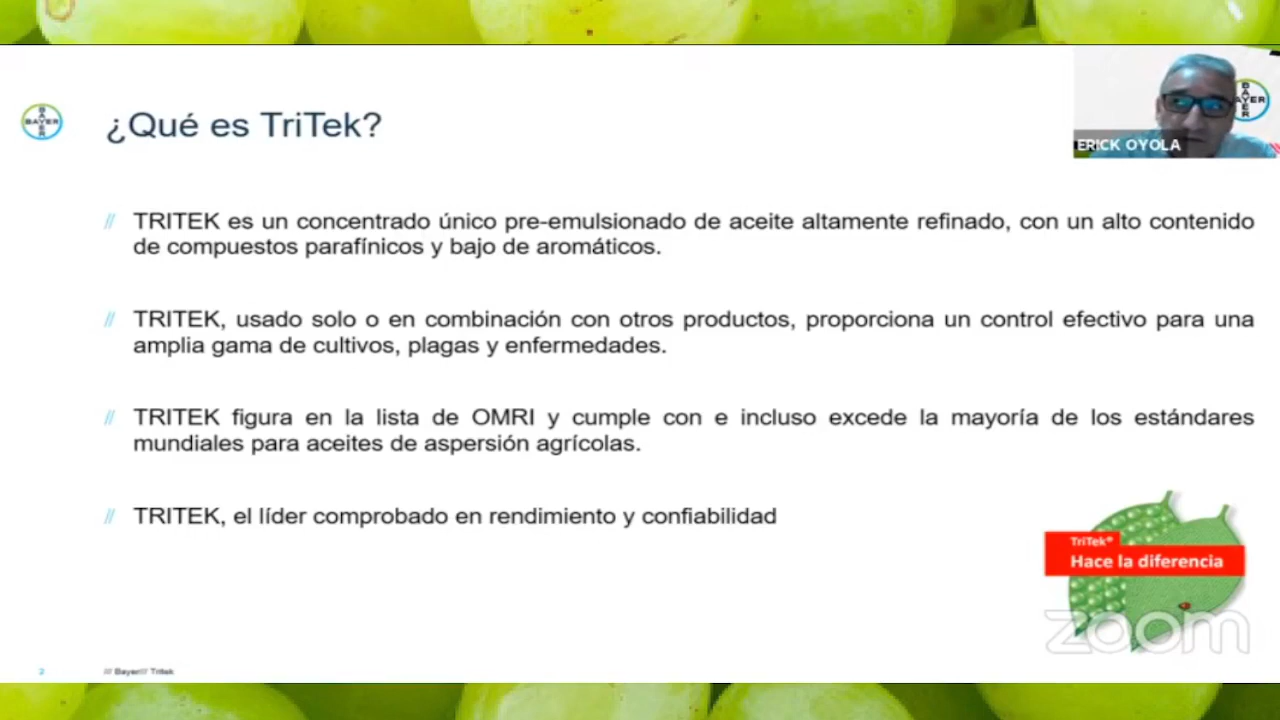 BAYER
¿Qué es TriTek?
BAYER
ERICK OYOLA
// TRITEK es un concentrado único pre-emulsionado de aceite altamente refinado, con un alto contenido
de compuestos parafínicos y bajo de aromáticos.
// TRITEK, usado solo o en combinación con otros productos, proporciona un control efectivo para una
amplia gama de cultivos, plagas y enfermedades.
// TRITEK figura en la lista de OMRI y cumple con e incluso excede la mayoría de los estándares
mundiales para aceites de aspersión agrícolas.
// TRITEK, el líder comprobado en rendimiento y confiabilidad
TriTek®
Hace la diferencia
zoom
2
/// Bayer/// Tritek